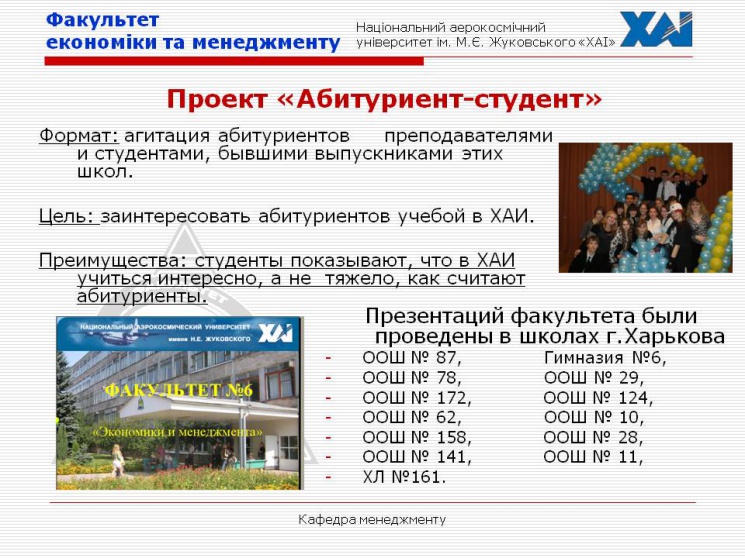 Факультет
економіки та менеджменту
Національний аерокосмічний
університет ім. М.Є. Жуковського «ХАІ»
ХАІ
Проект «Абитуриент-студент»
Формат: агитация абитуриентов преподавателями
и студентами, бывшими выпускниками этих
школ.
Цель: заинтересовать абитуриентов учебой в ХАИ.
Преимущества: студенты показывают, что в ХАИ
учиться интересно, а не тяжело, как считают
абитуриенты.
НАЦИОНАЛЬНЫЙ АЭРОКОСМИЧЕСКИЙ УНИВЕРСИТЕТ
имени Н.Е. ЖУКОВСКОГО
ХАІ
ФАКУЛЬТЕТ №6
«Экономики и менеджмента»
Презентаций факультета были
проведены в школах г.Харькова
- ООШ № 87, Гимназия №6,
- ООШ № 78, ООШ № 29,
- ООШ № 172, ООШ № 124,
- ООШ № 62, ООШ № 10,
- ООШ № 158, ООШ № 28,
- ООШ № 141, ООШ № 11,
- ХЛ №161.
Кафедра менеджменту